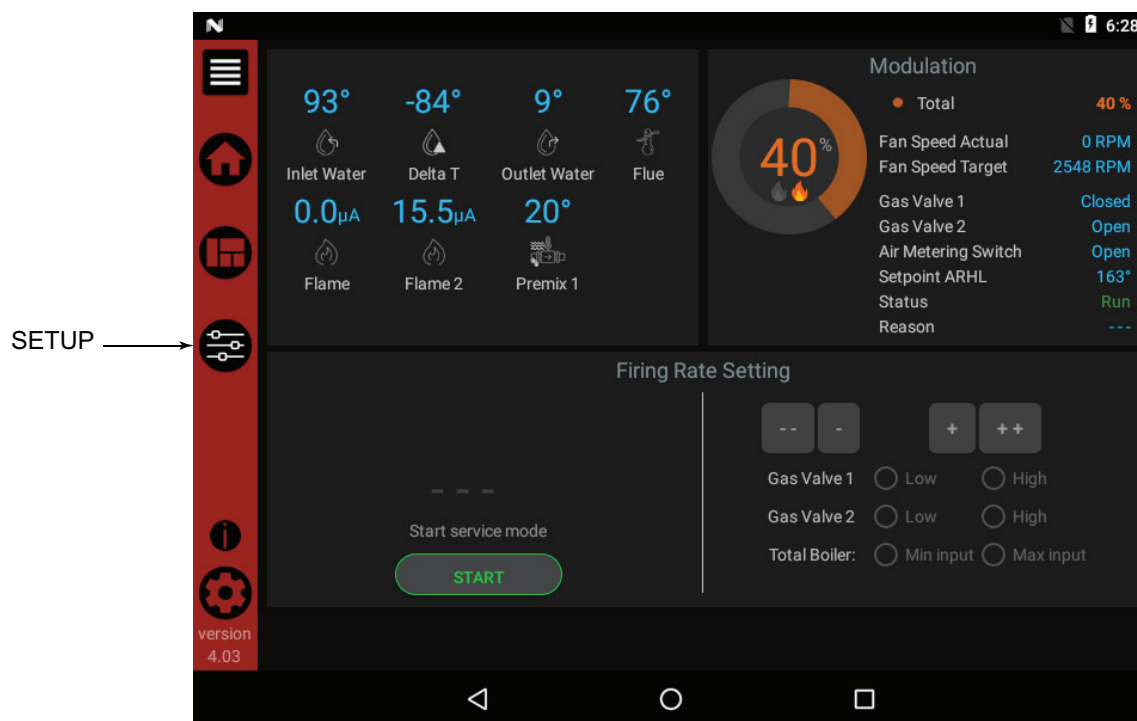 6:28
93° -84° 9° 76°
Inlet Water Delta T Outlet Water Flue
0.0µA 15.5µA 20°
Flame Flame 2 Premix 1
Modulation
40 %
Total 40 %
Fan Speed Actual 0 RPM
Fan Speed Target 2548 RPM
Gas Valve 1 Closed
Gas Valve 2 Open
Air Metering Switch Open
Setpoint ARHL 163°
Status Run
Reason ---
SETUP
Firing Rate Setting
---
Start service mode
START
-- - + ++
Gas Valve 1 Low High
Gas Valve 2 Low High
Total Boiler: Min input Max input
version
4.03